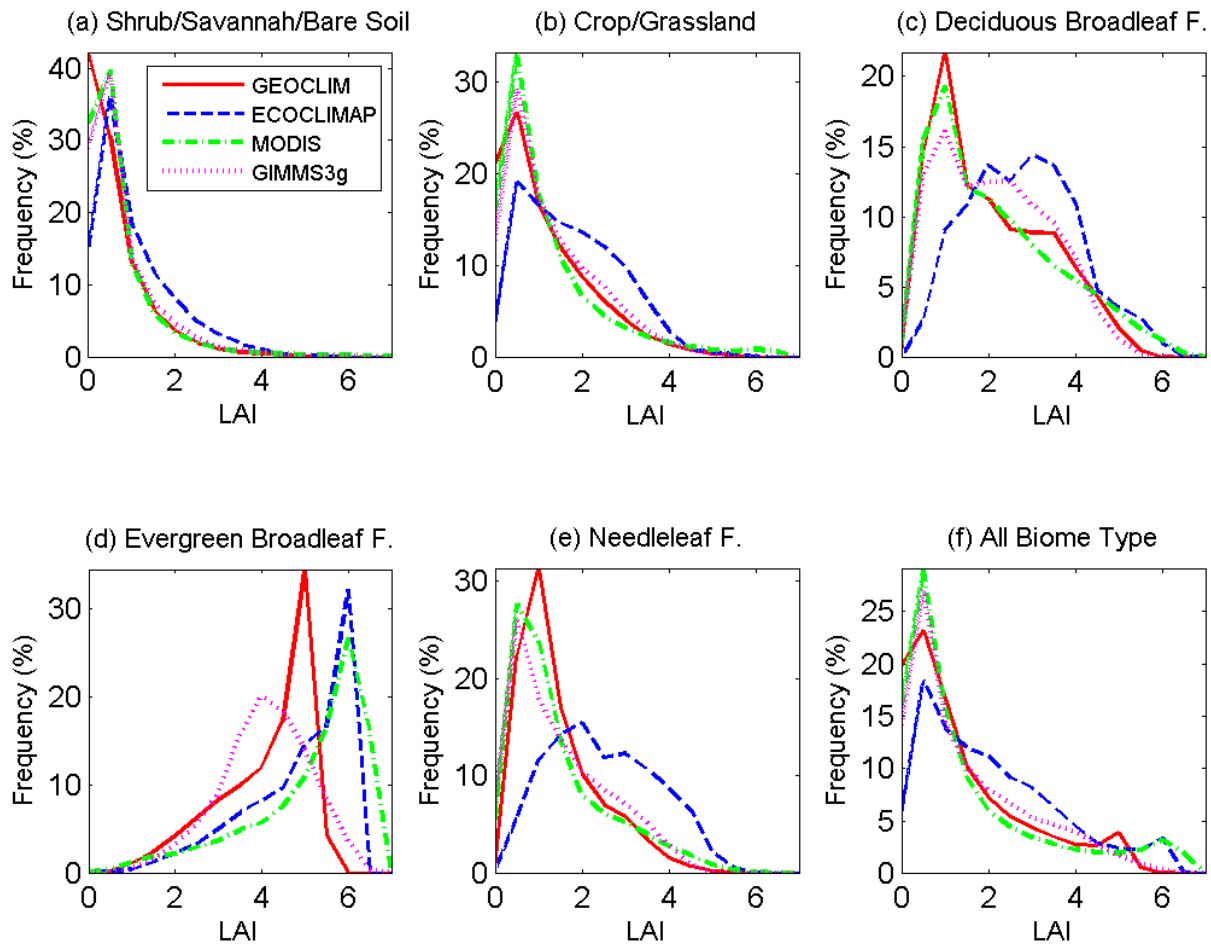 (a) Shrub/Savannah/Bare Soil
(b) Crop/Grassland
(c) Deciduous Broadleaf F.
Frequency (%)
40
30
20
10
0
0 2 4 6
LAI
GEOCLIM
ECOCLIMAP
MODIS
GIMMS3g
Frequency (%)
30
20
10
0
0 2 4 6
LAI
Frequency (%)
20
15
10
5
0
0 2 4 6
LAI
(d) Evergreen Broadleaf F.
(e) Needleleaf F.
(f) All Biome Type
Frequency (%)
30
20
10
0
0 2 4 6
LAI
Frequency (%)
30
20
10
0
0 2 4 6
LAI
Frequency (%)
25
20
15
10
5
0
0 2 4 6
LAI